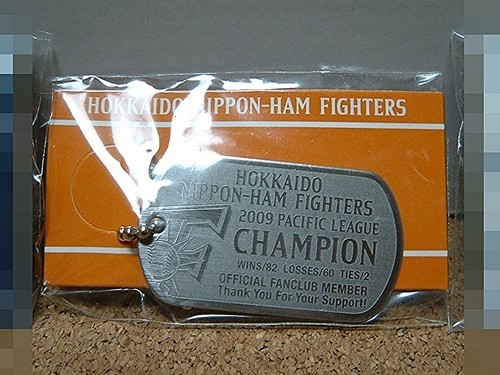 HOKKAIDO NIPPON-HAM FIGHTERS
HOKKAIDO
NIPPON-HAM FIGHTERS
2009 PACIFIC LEAGUE
CHAMPION
WINS/82 LOSSES/60 TIES/2
OFFICIAL FANCLUB MEMBER
Thank You For Your Support!
F